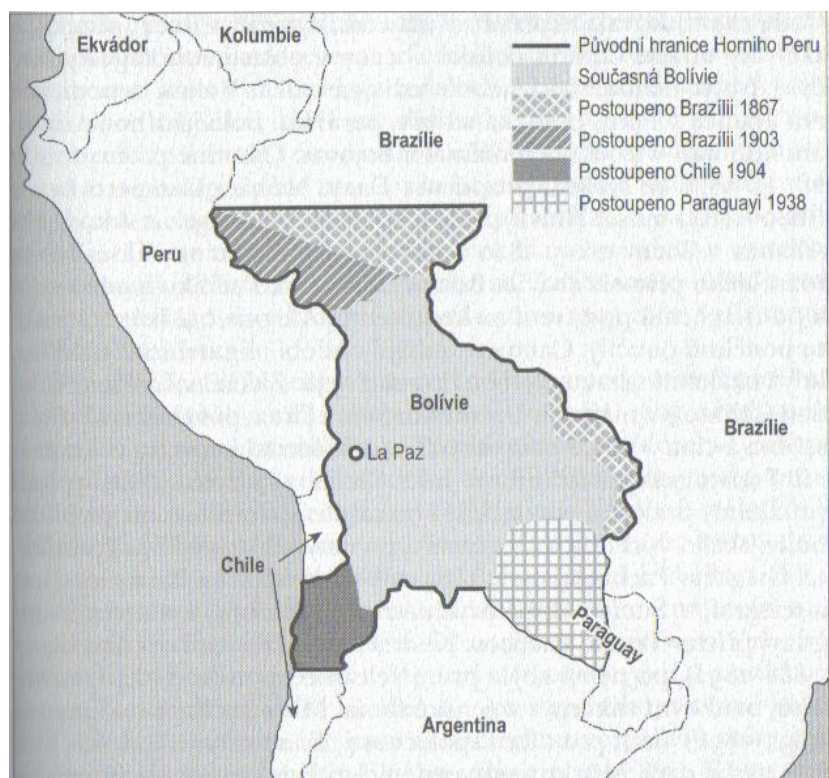 Ekvádor
Kolumbie
Původní hranice Horního Peru
Současná Bolívie
Postoupeno Brazílii 1867
Postoupeno Brazílii 1903
Postoupeno Chile 1904
Postoupeno Paraguayi 1938
Brazílie
Peru
Bolívie
Brazílie
La Paz
Chile
Paraguay
Argentina